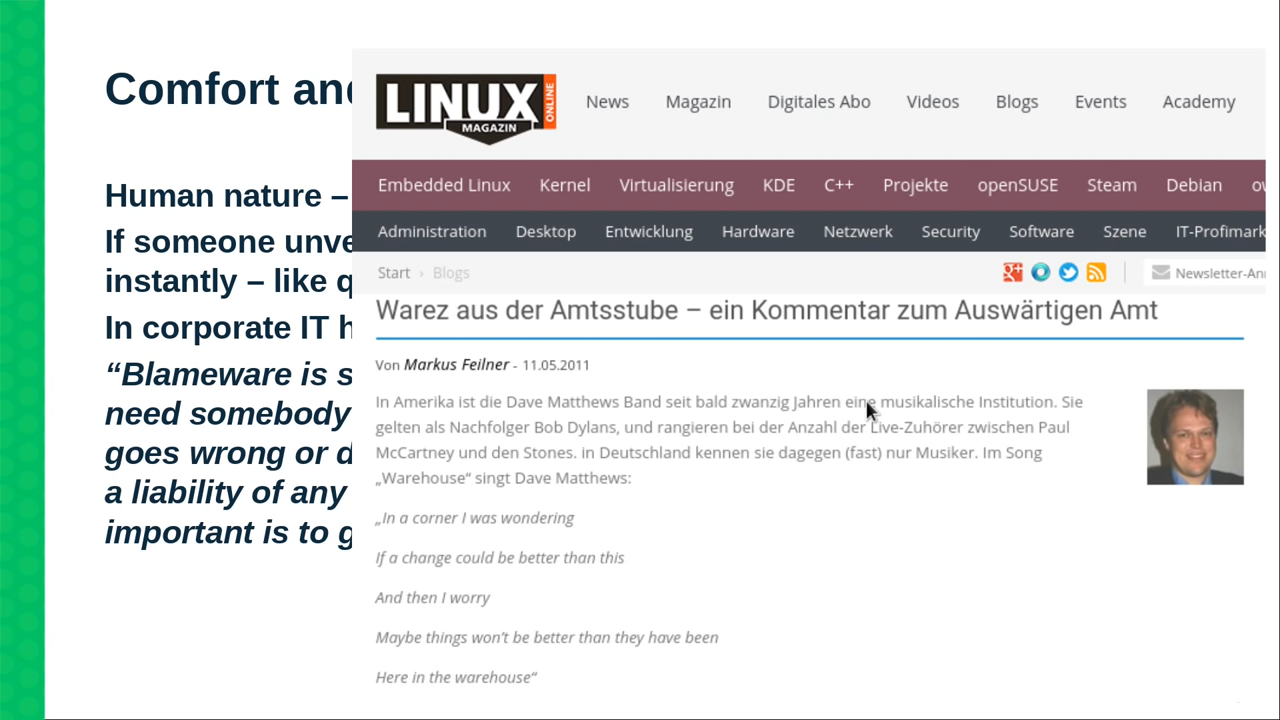 Comfort and
Human nature –
If someone unve
instantly – like q
In corporate IT h
“Blameware is s
need somebody
goes wrong or d
a liability of any
important is to g
LINUX
MAGAZIN
ONLINE
News Magazin Digitales Abo Videos Blogs Events Academy
Embedded Linux Kernel Virtualisierung KDE C++ Projekte openSUSE Steam Debian ow
Administration Desktop Entwicklung Hardware Netzwerk Security Software Szene IT-Profimark
Start › Blogs
Newsletter-An
Warez aus der Amtsstube – ein Kommentar zum Auswärtigen Amt
Von Markus Feilner - 11.05.2011
In Amerika ist die Dave Matthews Band seit bald zwanzig Jahren eine musikalische Institution. Sie
gelten als Nachfolger Bob Dylans, und rangieren bei der Anzahl der Live-Zuhörer zwischen Paul
McCartney und den Stones. in Deutschland kennen sie dagegen (fast) nur Musiker. Im Song
„Warehouse“ singt Dave Matthews:
„In a corner I was wondering
If a change could be better than this
And then I worry
Maybe things won’t be better than they have been
Here in the warehouse“